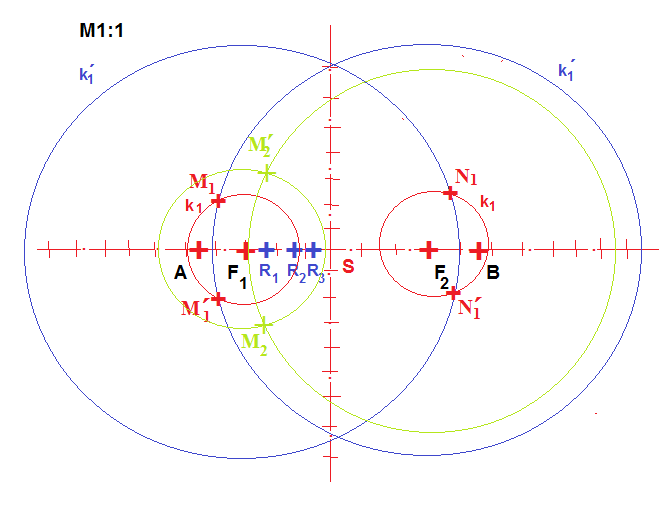 M1:1
k₁´
k₁´
M₂´
M₁
N₁
k₁
k₁
A
F₁
R₁
R₂
R₃
S
F₂
B
M₁´
N₁´
M₂